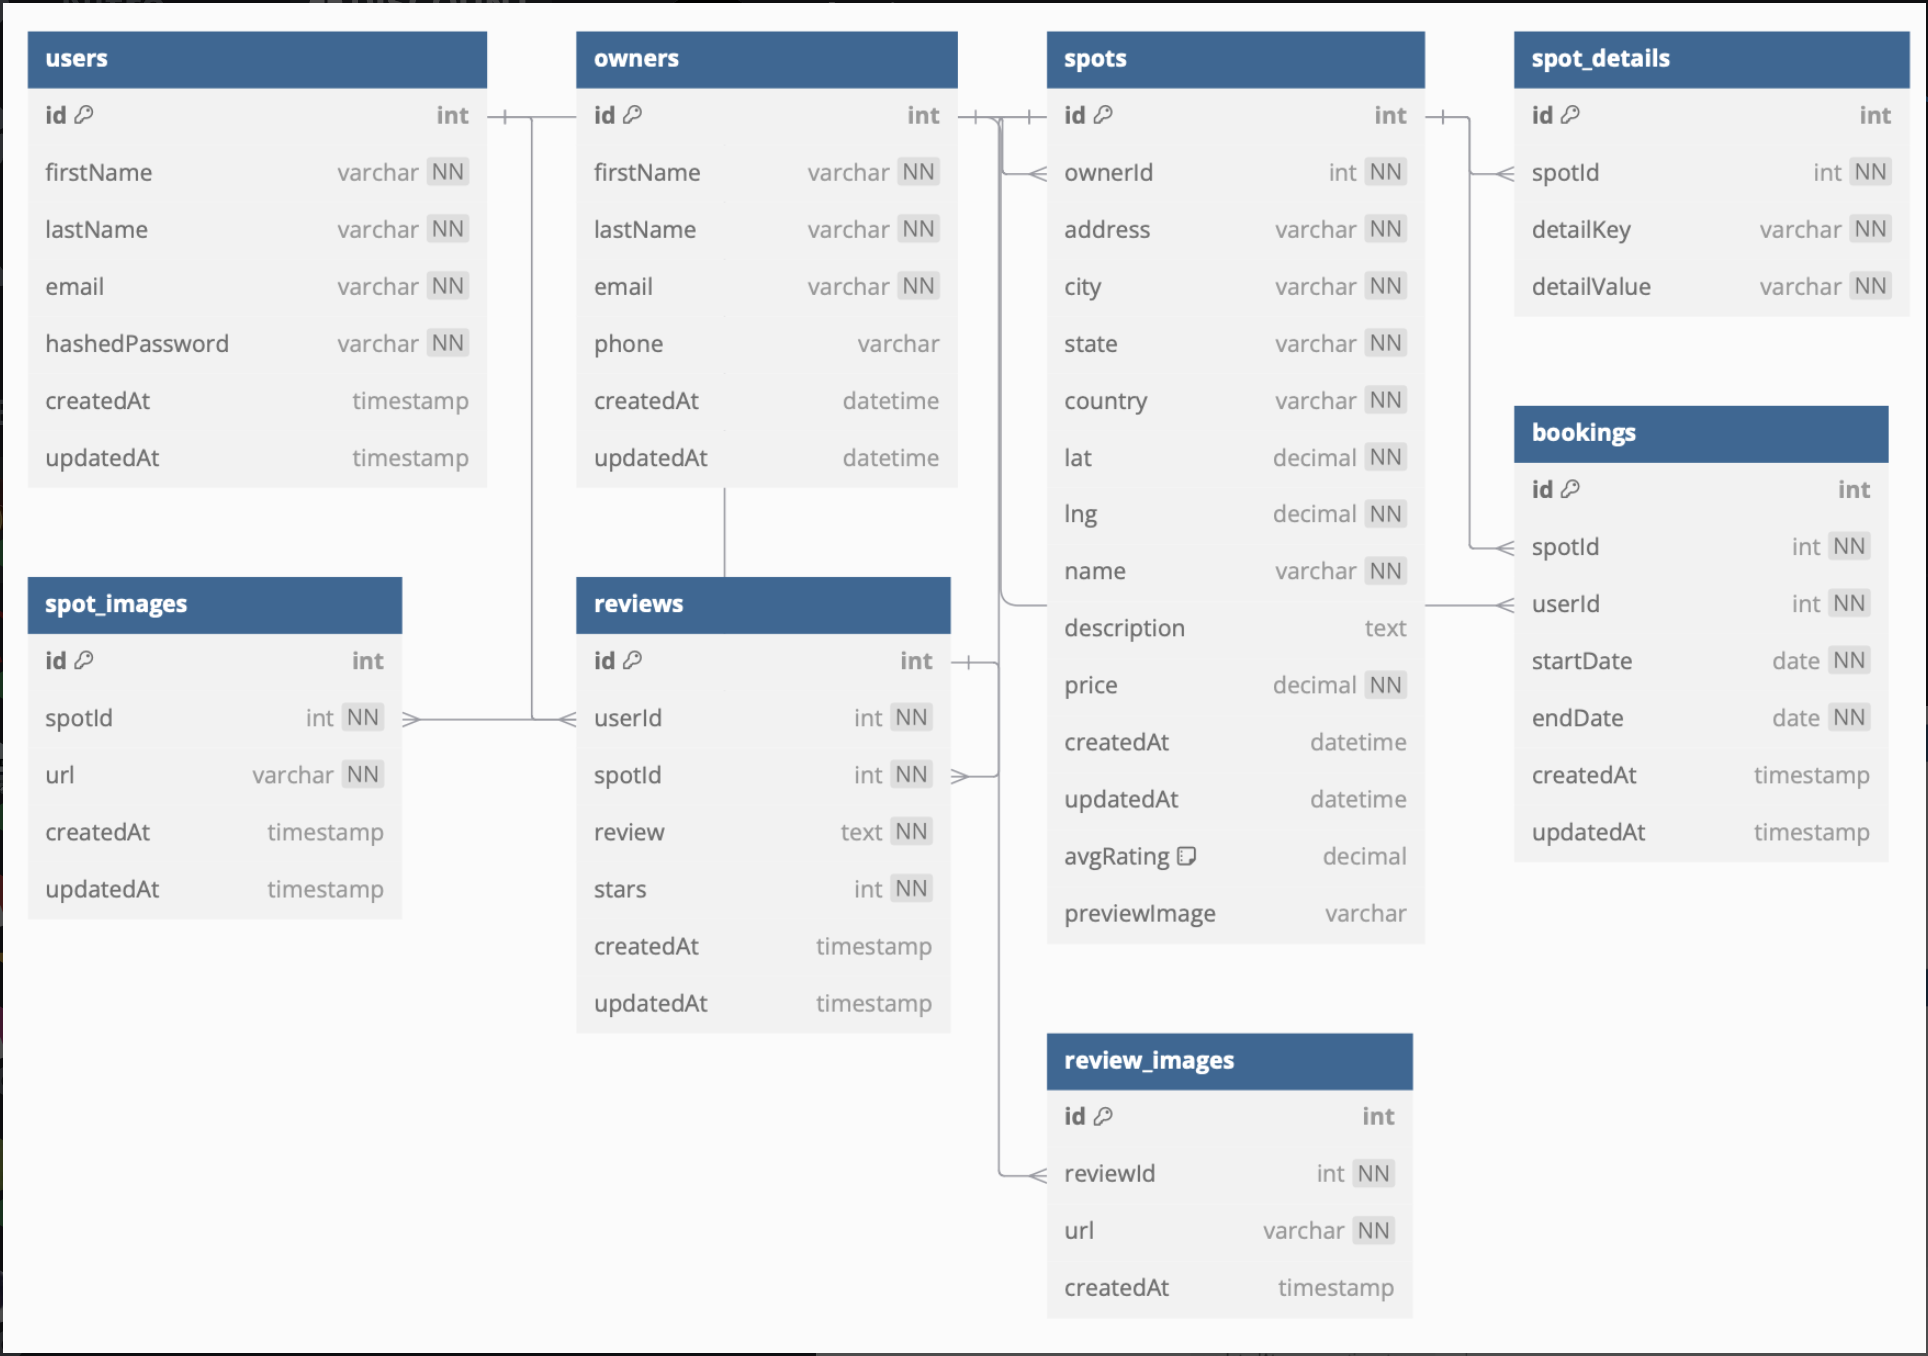 users
id int
firstName varchar NN
lastName varchar NN
email varchar NN
hashedPassword varchar NN
createdAt timestamp
updatedAt timestamp
owners
id int
firstName varchar NN
lastName varchar NN
email varchar NN
phone varchar
createdAt datetime
updatedAt datetime
spots
id int
ownerId int NN
address varchar NN
city varchar NN
state varchar NN
country varchar NN
lat decimal NN
lng decimal NN
name varchar NN
description text
price decimal NN
createdAt datetime
updatedAt datetime
avgRating decimal
previewImage varchar
spot_details
id int
spotId int NN
detailKey varchar NN
detailValue varchar NN
bookings
id int
spotId int NN
userId int NN
startDate date NN
endDate date NN
createdAt timestamp
updatedAt timestamp
spot_images
id int
spotId int NN
url varchar NN
createdAt timestamp
updatedAt timestamp
reviews
id int
userId int NN
spotId int NN
review text NN
stars int NN
createdAt timestamp
updatedAt timestamp
review_images
id int
reviewId int NN
url varchar NN
createdAt timestamp